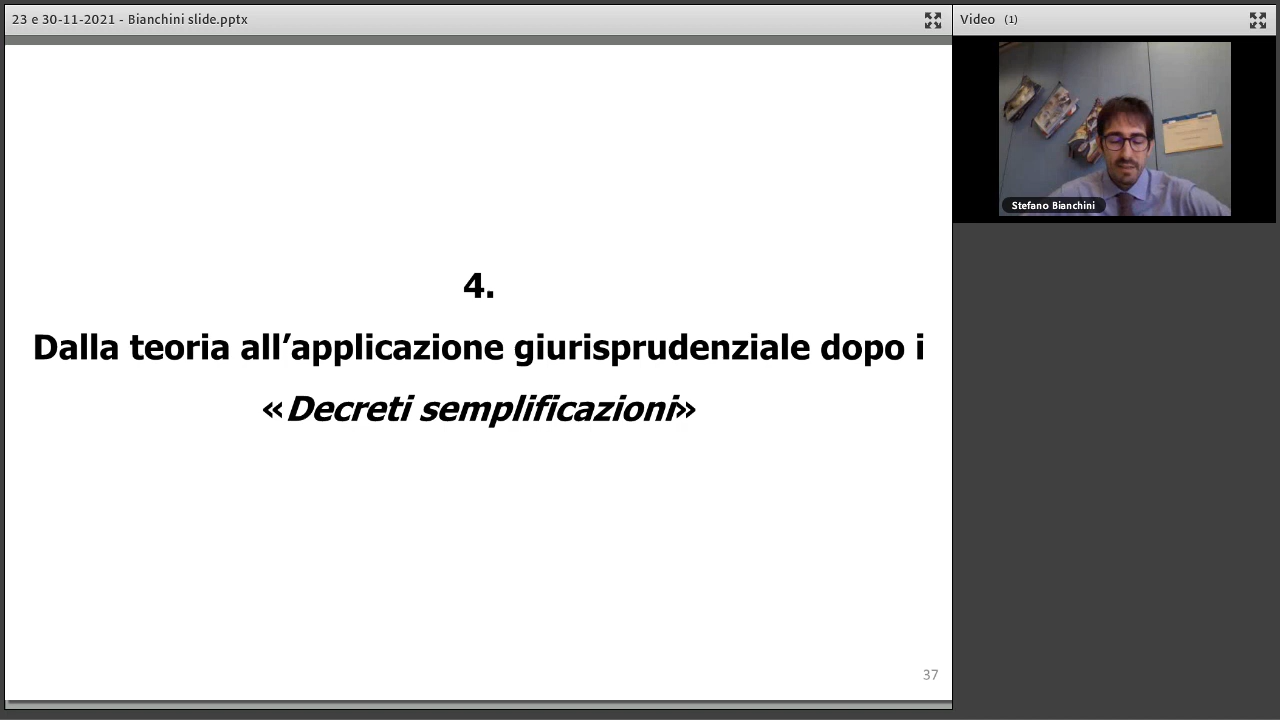 23 e 30-11-2021 - Bianchini slide.pptx
Video (1)
Stefano Bianchini
4.
Dalla teoria all’applicazione giurisprudenziale dopo i
«Decreti semplificazioni»
37